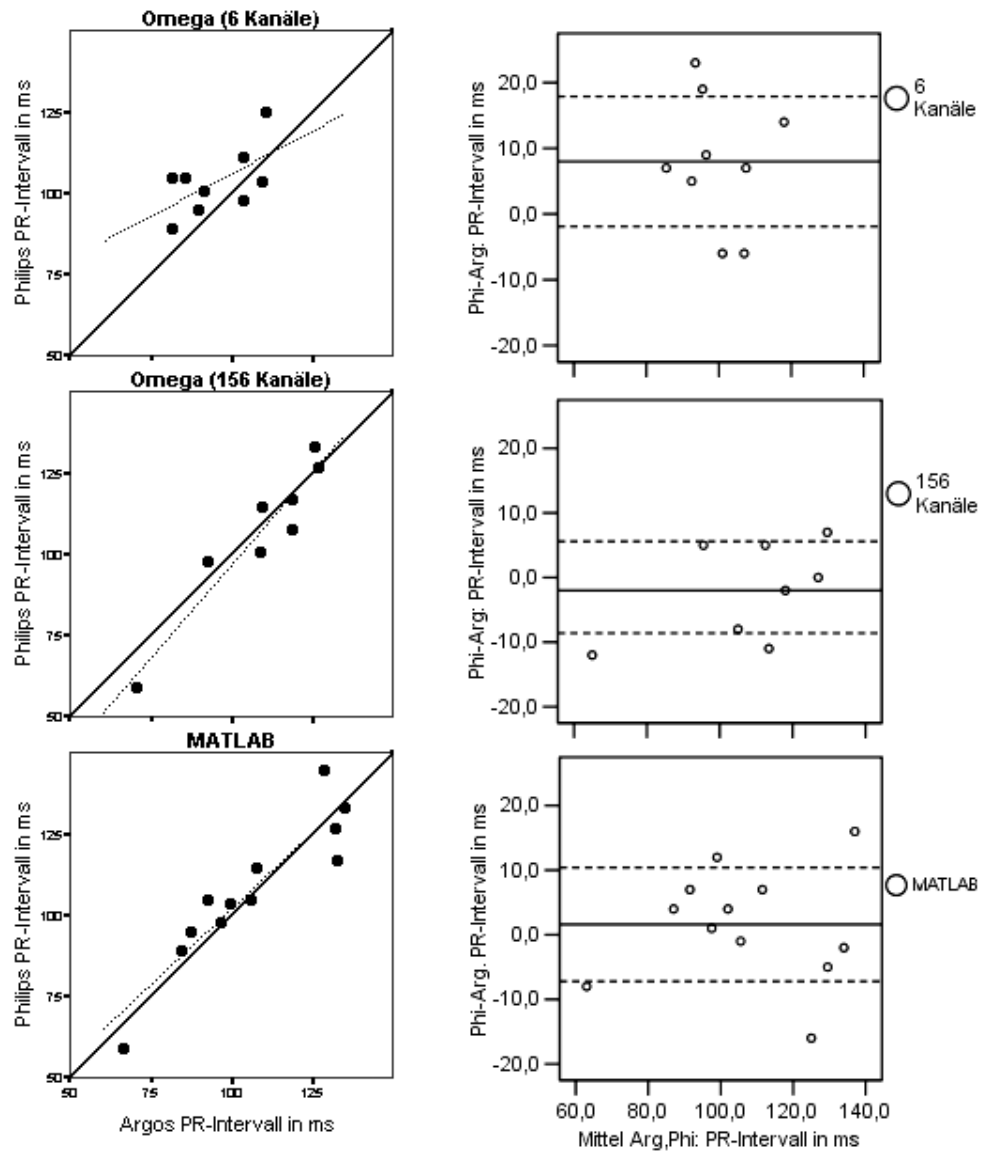 Omega (6 Kanäle)
Philips PR-Intervall in ms
125
100
75
50
20,0
10,0
0,0
-10,0
-20,0
Phi-Arg: PR-Intervall in ms
6
Kanäle
Omega (156 Kanäle)
Philips PR-Intervall in ms
125
100
75
50
20,0
10,0
0,0
-10,0
-20,0
Phi-Arg: PR-Intervall in ms
156
Kanäle
MATLAB
Philips PR-Intervall in ms
125
100
75
50
50 75 100 125
Argos PR-Intervall in ms
20,0
10,0
0,0
-10,0
-20,0
Phi-Arg. PR-Intervall in ms
MATLAB
60,0 80,0 100,0 120,0 140,0
Mittel Arg,Phi: PR-Intervall in ms